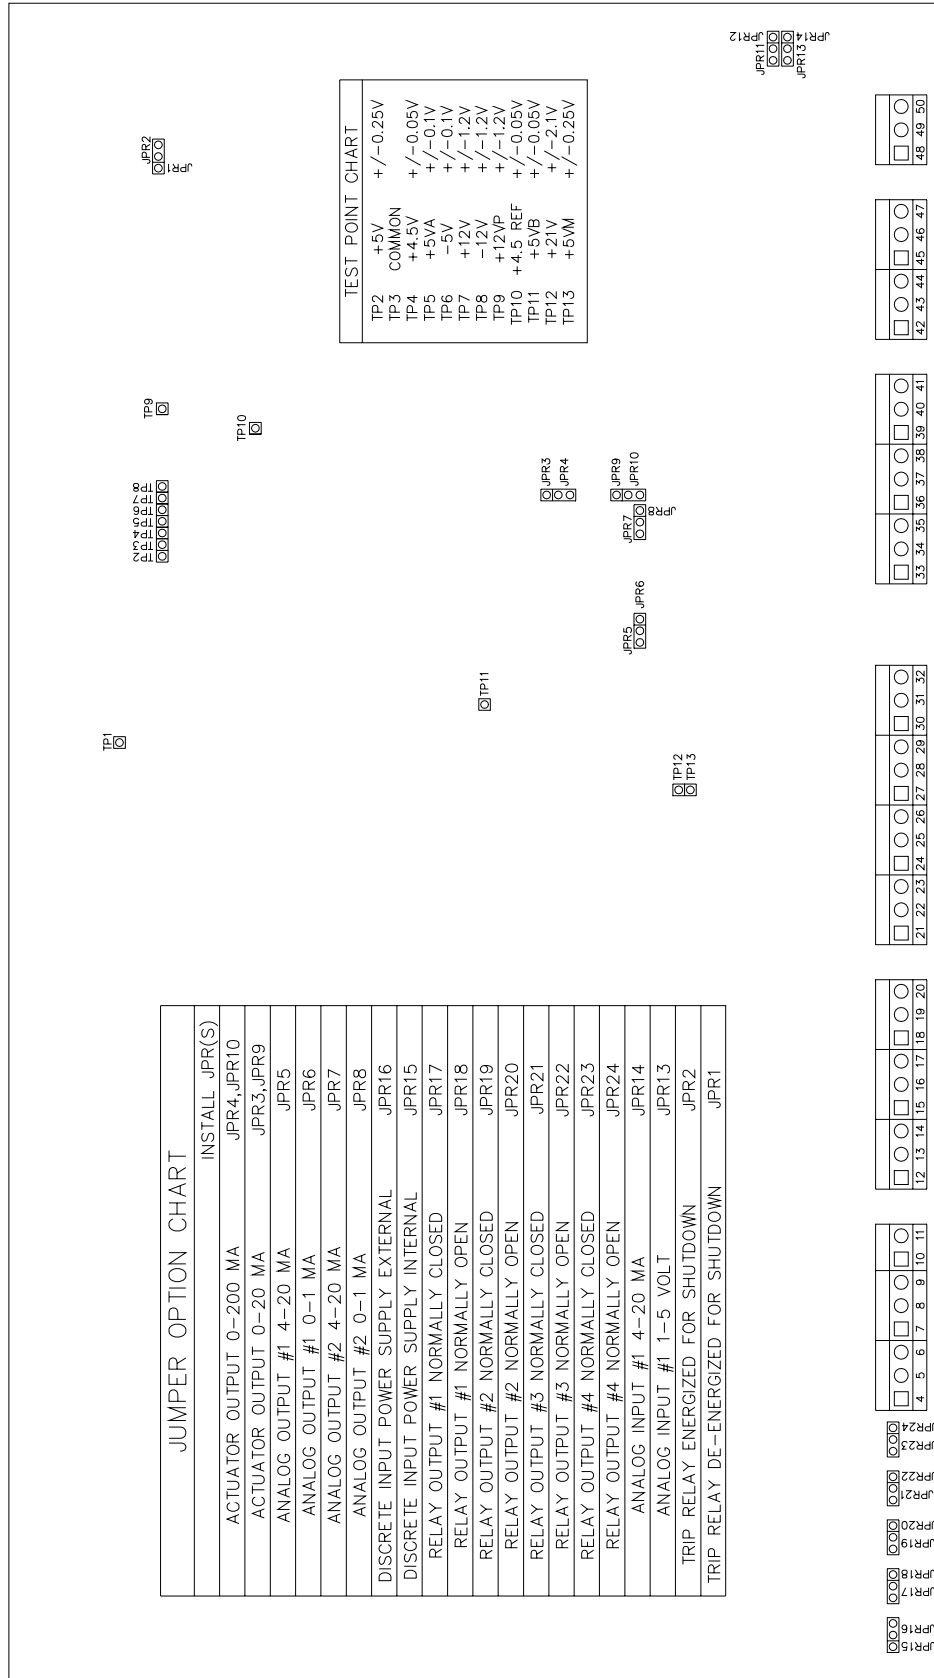 JUMPER OPTION CHART
INSTALL JPR(S)
ACTUATOR OUTPUT 0-200 MA JPR4,JPR10
ACTUATOR OUTPUT 0-20 MA JPR3,JPR9
ANALOG OUTPUT #1 4-20 MA JPR5
ANALOG OUTPUT #1 0-1 MA JPR6
ANALOG OUTPUT #2 4-20 MA JPR7
ANALOG OUTPUT #2 0-1 MA JPR8
DISCRETE INPUT POWER SUPPLY EXTERNAL JPR16
DISCRETE INPUT POWER SUPPLY INTERNAL JPR15
RELAY OUTPUT #1 NORMALLY CLOSED JPR17
RELAY OUTPUT #1 NORMALLY OPEN JPR18
RELAY OUTPUT #2 NORMALLY CLOSED JPR19
RELAY OUTPUT #2 NORMALLY OPEN JPR20
RELAY OUTPUT #3 NORMALLY CLOSED JPR21
RELAY OUTPUT #3 NORMALLY OPEN JPR22
RELAY OUTPUT #4 NORMALLY CLOSED JPR23
RELAY OUTPUT #4 NORMALLY OPEN JPR24
ANALOG INPUT #1 4-20 MA JPR14
ANALOG INPUT #1 1-5 VOLT JPR13
TRIP RELAY ENERGIZED FOR SHUTDOWN JPR2
TRIP RELAY DE-ENERGIZED FOR SHUTDOWN JPR1
TP1
TP2
TP3
TP4
TP5
TP6
TP7
TP8
TP9
TP10
TP11
TP12
TP13
JPR1
JPR2
JPR3
JPR4
JPR5
JPR6
JPR7
JPR8
JPR9
JPR10
TEST POINT CHART
TP2 +5V +/-0.25V
TP3 COMMON
TP4 +4.5V +/-0.05V
TP5 +5VA +/-0.1V
TP6 -5V +/-0.1V
TP7 +12V +/-1.2V
TP8 -12V +/-1.2V
TP9 +12VP +/-1.2V
TP10 +4.5 REF +/-0.05V
TP11 +5VB +/-0.05V
TP12 +21V +/-2.1V
TP13 +5VM +/-0.25V
JPR11
JPR12
JPR13
JPR14
JPR15
JPR16
JPR17
JPR18
JPR19
JPR20
JPR21
JPR22
JPR23
JPR24
4 5 6 7 8 9 10 11
12 13 14 15 16 17 18 19 20
21 22 23 24 25 26 27 28 29 30 31 32
33 34 35 36 37 38 39 40 41
42 43 44 45 46 47
48 49 50